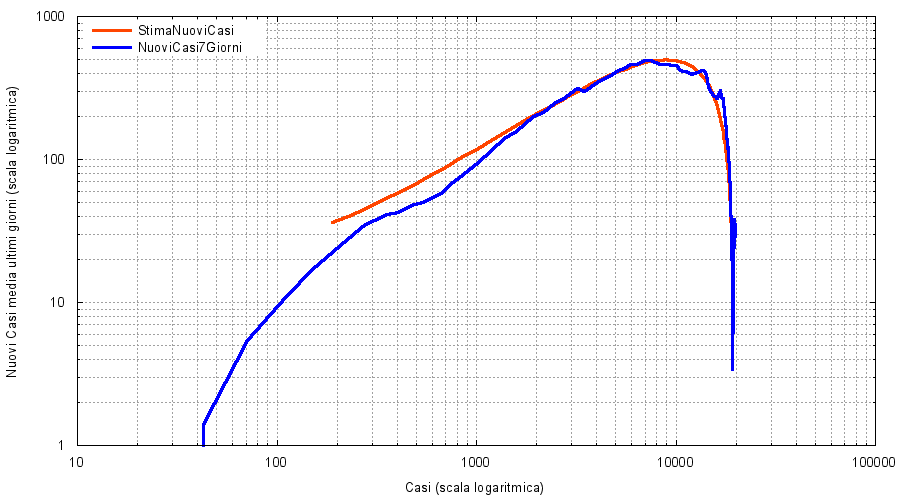 1000
StimaNuoviCasi
NuoviCasi7Giorni
100
10
1
Nuovi Casi media ultimi giorni (scala logaritmica)
10 100 1000 10000 100000
Casi (scala logaritmica)